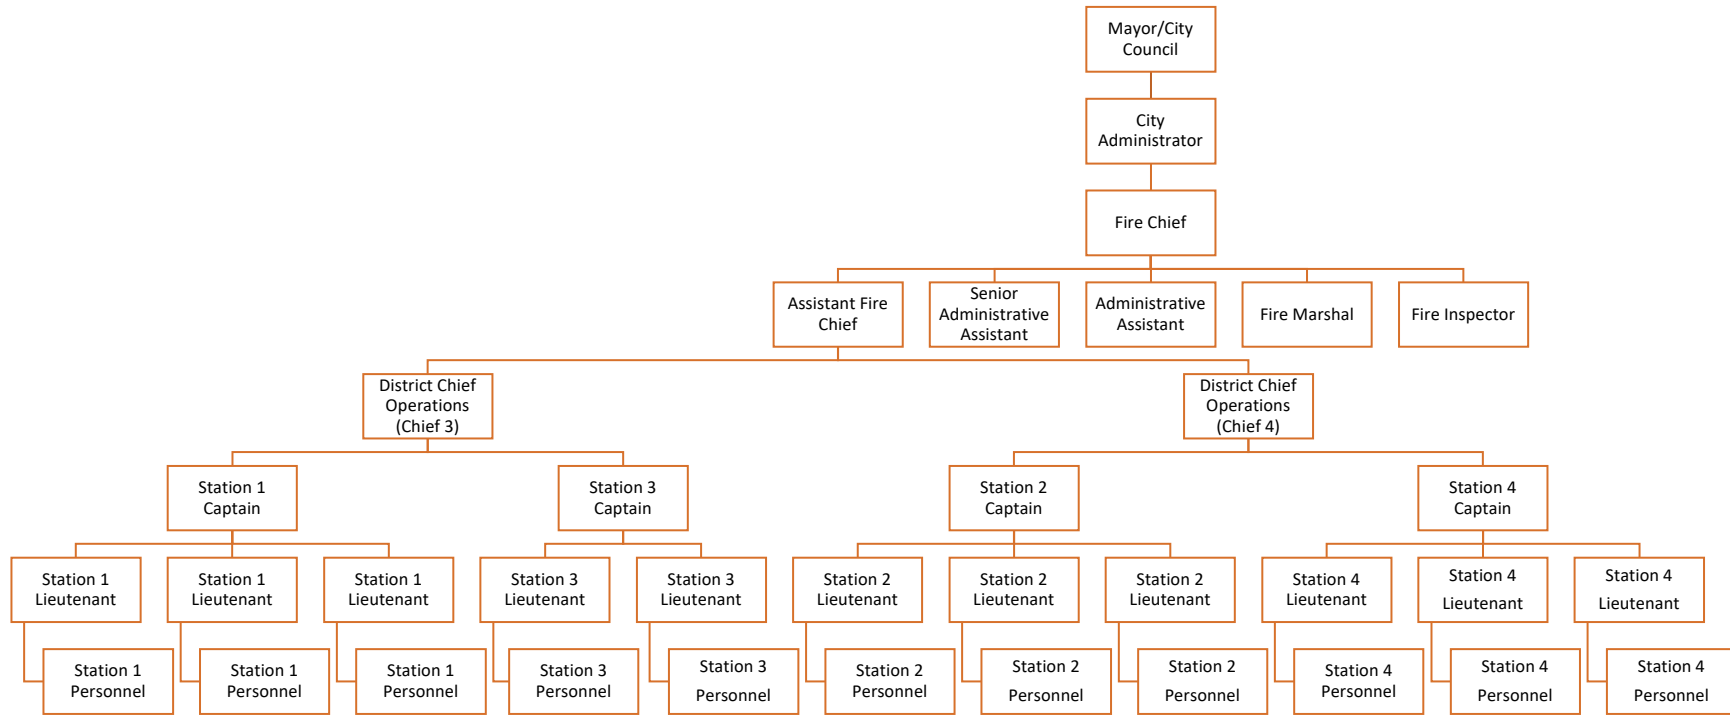 Mayor/City
Council
City
Administrator
Fire Chief
Assistant Fire
Chief
Senior
Administrative
Assistant
Administrative
Assistant
Fire Marshal
Fire Inspector
District Chief
Operations
(Chief 3)
District Chief
Operations
(Chief 4)
Station 1
Captain
Station 3
Captain
Station 2
Captain
Station 4
Captain
Station 1
Lieutenant
Station 1
Lieutenant
Station 1
Lieutenant
Station 3
Lieutenant
Station 3
Lieutenant
Station 2
Lieutenant
Station 2
Lieutenant
Station 2
Lieutenant
Station 4
Lieutenant
Station 4
Lieutenant
Station 4
Lieutenant
Station 1
Personnel
Station 1
Personnel
Station 1
Personnel
Station 3
Personnel
Station 3
Personnel
Station 2
Personnel
Station 2
Personnel
Station 2
Personnel
Station 4
Personnel
Station 4
Personnel
Station 4
Personnel